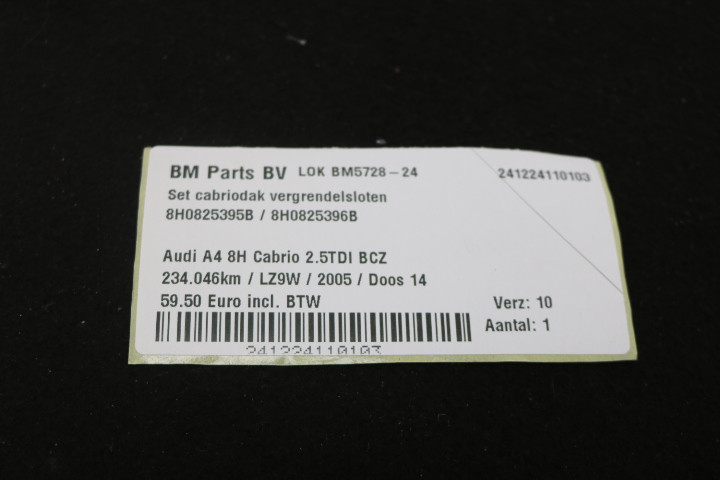 BM Parts BV LOK BM5728-24 241224110103
Set cabriodak vergrendelsloten
8H0825395B / 8H0825396B
Audi A4 8H Cabrio 2.5TDI BCZ
234.046km / LZ9W / 2005 / Doos 14
59.50 Euro incl. BTW Verz: 10
Aantal: 1
241224110103